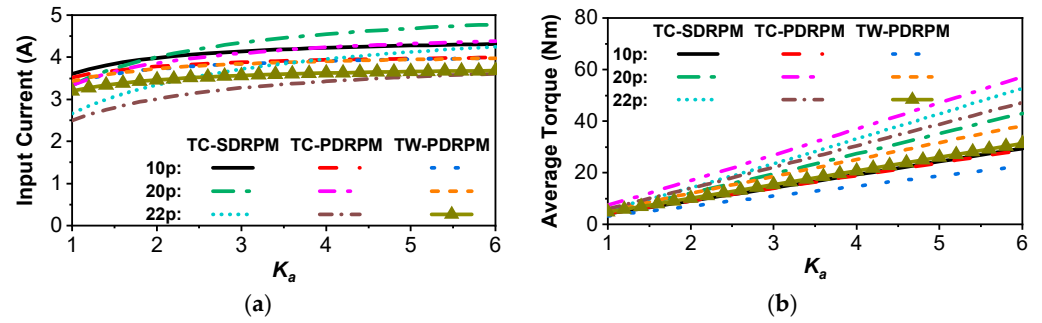 Input Current (A)
5
4
3
2
1
0
TC-SDRPM TC-PDRPM TW-PDRPM
10p:
20p:
22p:
1 2 3 4 5 6
Ka
(a)
Average Torque (Nm)
80
60
40
20
0
TC-SDRPM TC-PDRPM TW-PDRPM
10p:
20p:
22p:
1 2 3 4 5 6
Ka
(b)